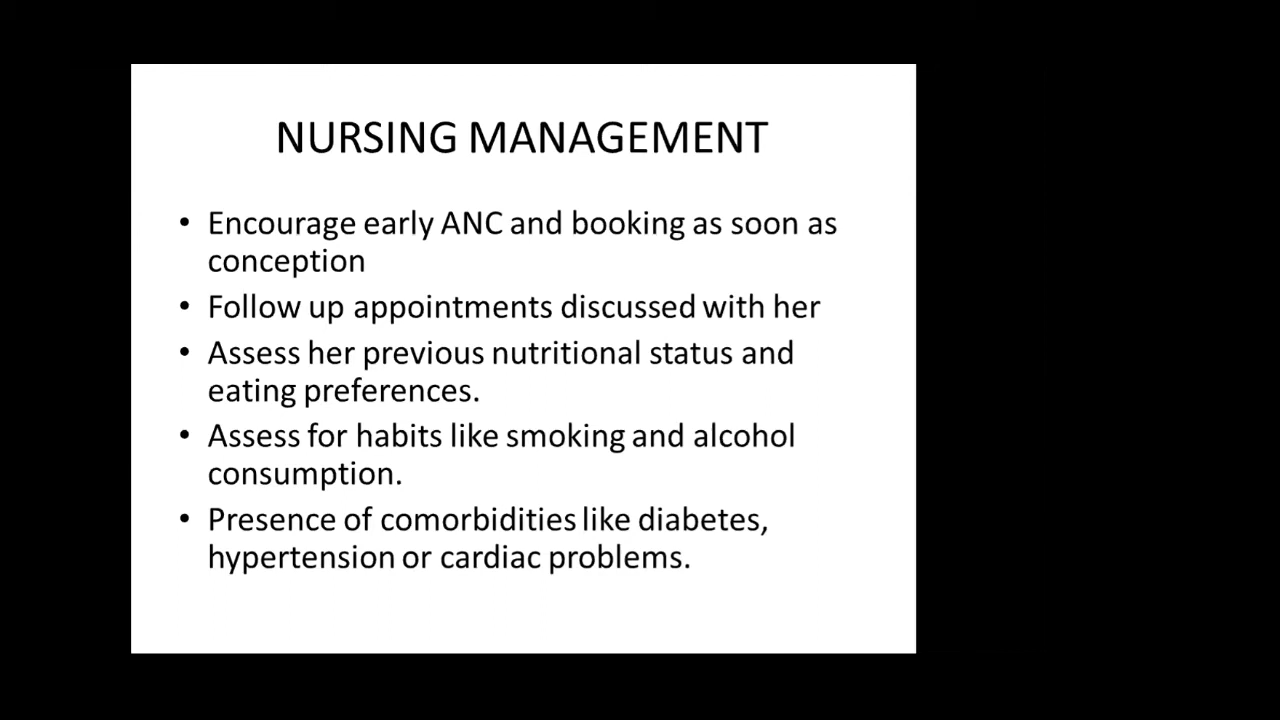 NURSING MANAGEMENT
• Encourage early ANC and booking as soon as
conception
• Follow up appointments discussed with her
• Assess her previous nutritional status and
eating preferences.
• Assess for habits like smoking and alcohol
consumption.
• Presence of comorbidities like diabetes,
hypertension or cardiac problems.